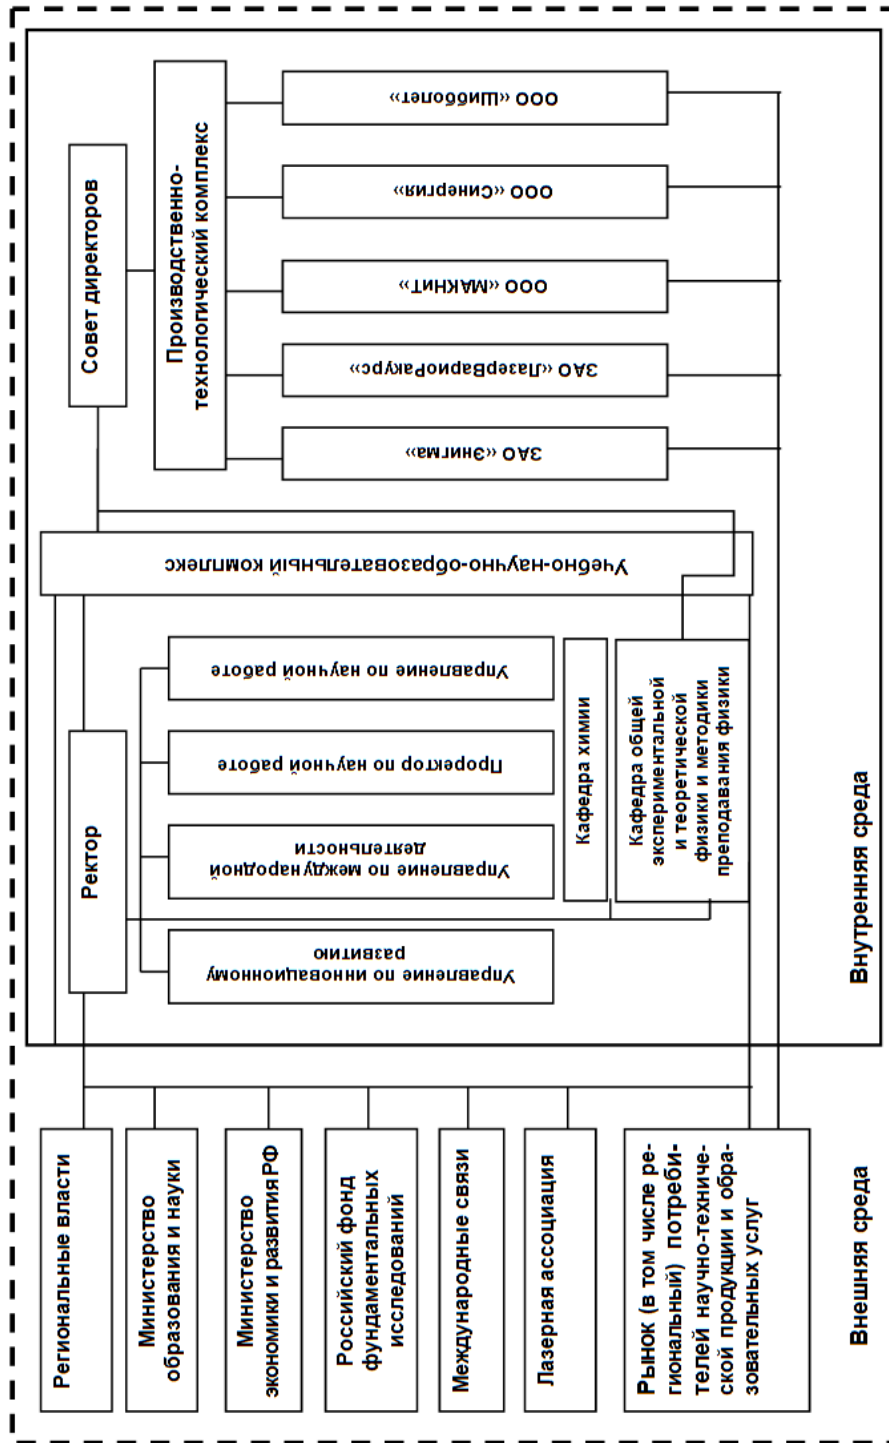 Региональные власти
Министерство
образования и науки
Министерство
экономики и развития РФ
Российский фонд
фундаментальных
исследований
Международные связи
Лазерная ассоциация
Рынок (в том числе ре-
гиональный) потреби-
телей научно-техниче-
ской продукции и обра-
зовательных услуг
Внешняя среда
Ректор
Управление по инновационному
развитию
Управление по международной
деятельности
Проректор по научной работе
Управление по научной работе
Кафедра химии
Кафедра общей
экспериментальной
и теоретической
физики и методики
преподавания физики
Внутренняя среда
Учебно-научно-образовательный комплекс
Совет директоров
Производственно-
технологический комплекс
ЗАО «Энигма»
ЗАО «ЛазерВариоРакурс»
ООО «МАКНиТ»
ООО «Синергия»
ООО «Шибболет»